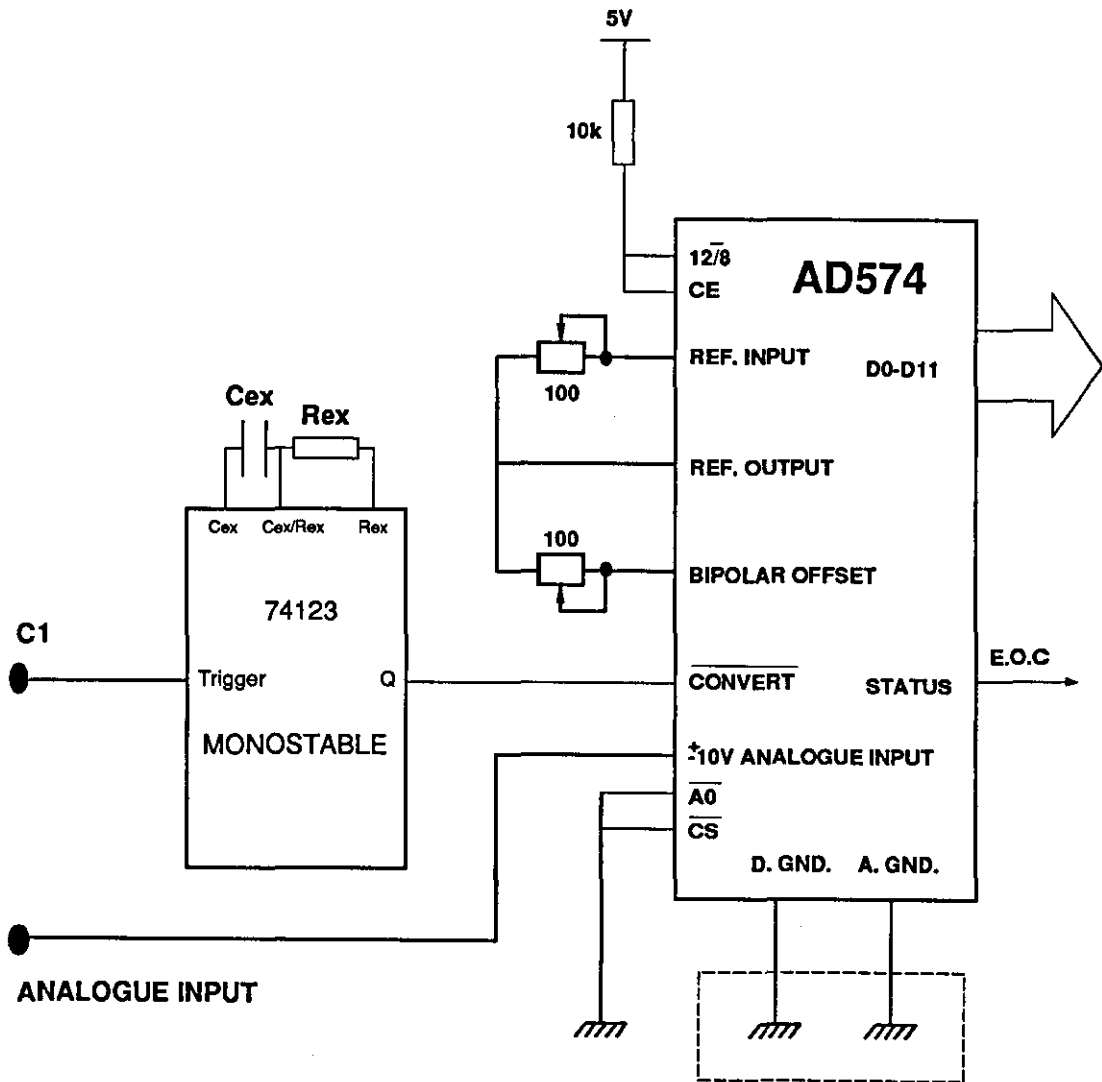 5V
10k
12/8
CE
AD574
REF. INPUT
D0-D11
100
Cex
Rex
REF. OUTPUT
Cex
Cex/Rex
Rex
100
BIPOLAR OFFSET
74123
C1
Trigger
Q
CONVERT
STATUS
E.O.C
MONOSTABLE
+-10V ANALOGUE INPUT
A0
CS
D. GND.
A. GND.
ANALOGUE INPUT